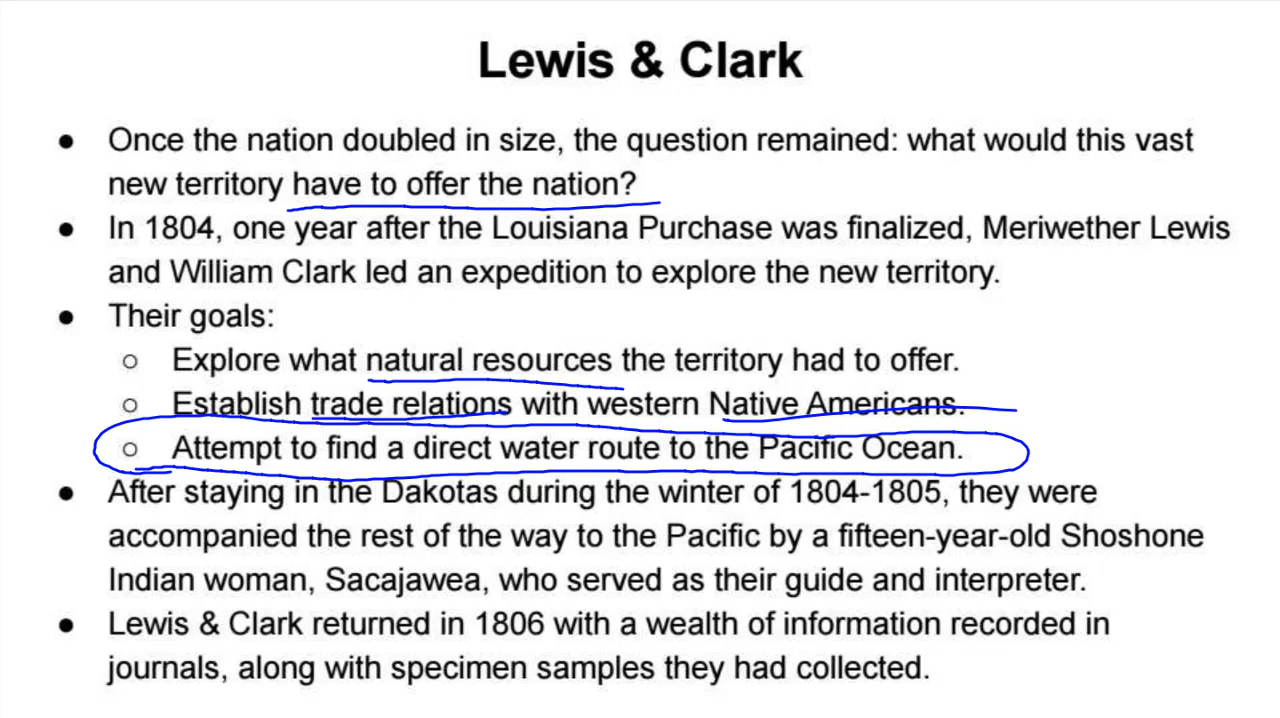 Lewis & Clark
● Once the nation doubled in size, the question remained: what would this vast
new territory have to offer the nation?
● In 1804, one year after the Louisiana Purchase was finalized, Meriwether Lewis
and William Clark led an expedition to explore the new territory.
● Their goals:
○ Explore what natural resources the territory had to offer.
○ Establish trade relations with western Native Americans.
○ Attempt to find a direct water route to the Pacific Ocean.
● After staying in the Dakotas during the winter of 1804-1805, they were
accompanied the rest of the way to the Pacific by a fifteen-year-old Shoshone
Indian woman, Sacajawea, who served as their guide and interpreter.
● Lewis & Clark returned in 1806 with a wealth of information recorded in
journals, along with specimen samples they had collected.